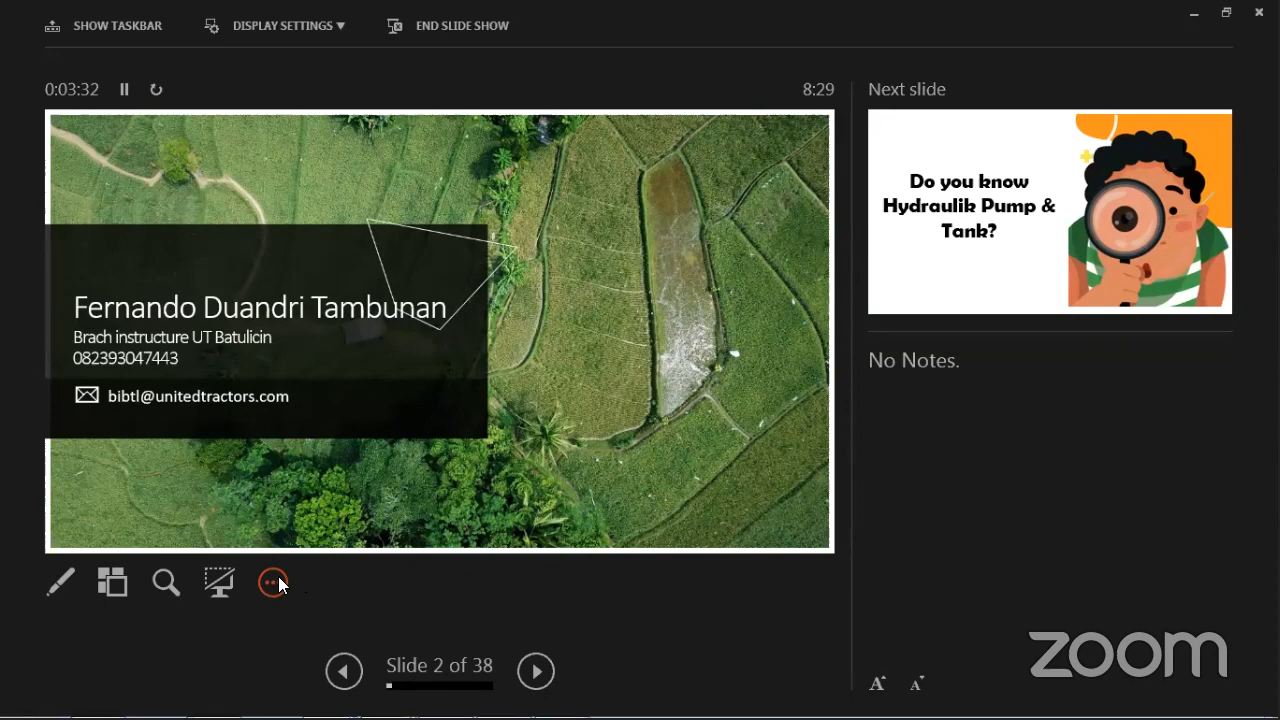 SHOW TASKBAR
DISPLAY SETTINGS ▼
END SLIDE SHOW
0:03:32
8:29
Next slide
Fernando Duandri Tambunan
Brach instructure UT Batulicin
082393047443
bibtl@unitedtractors.com
Do you know
Hydraulik Pump &
Tank?
No Notes.
Slide 2 of 38
A A
zoom